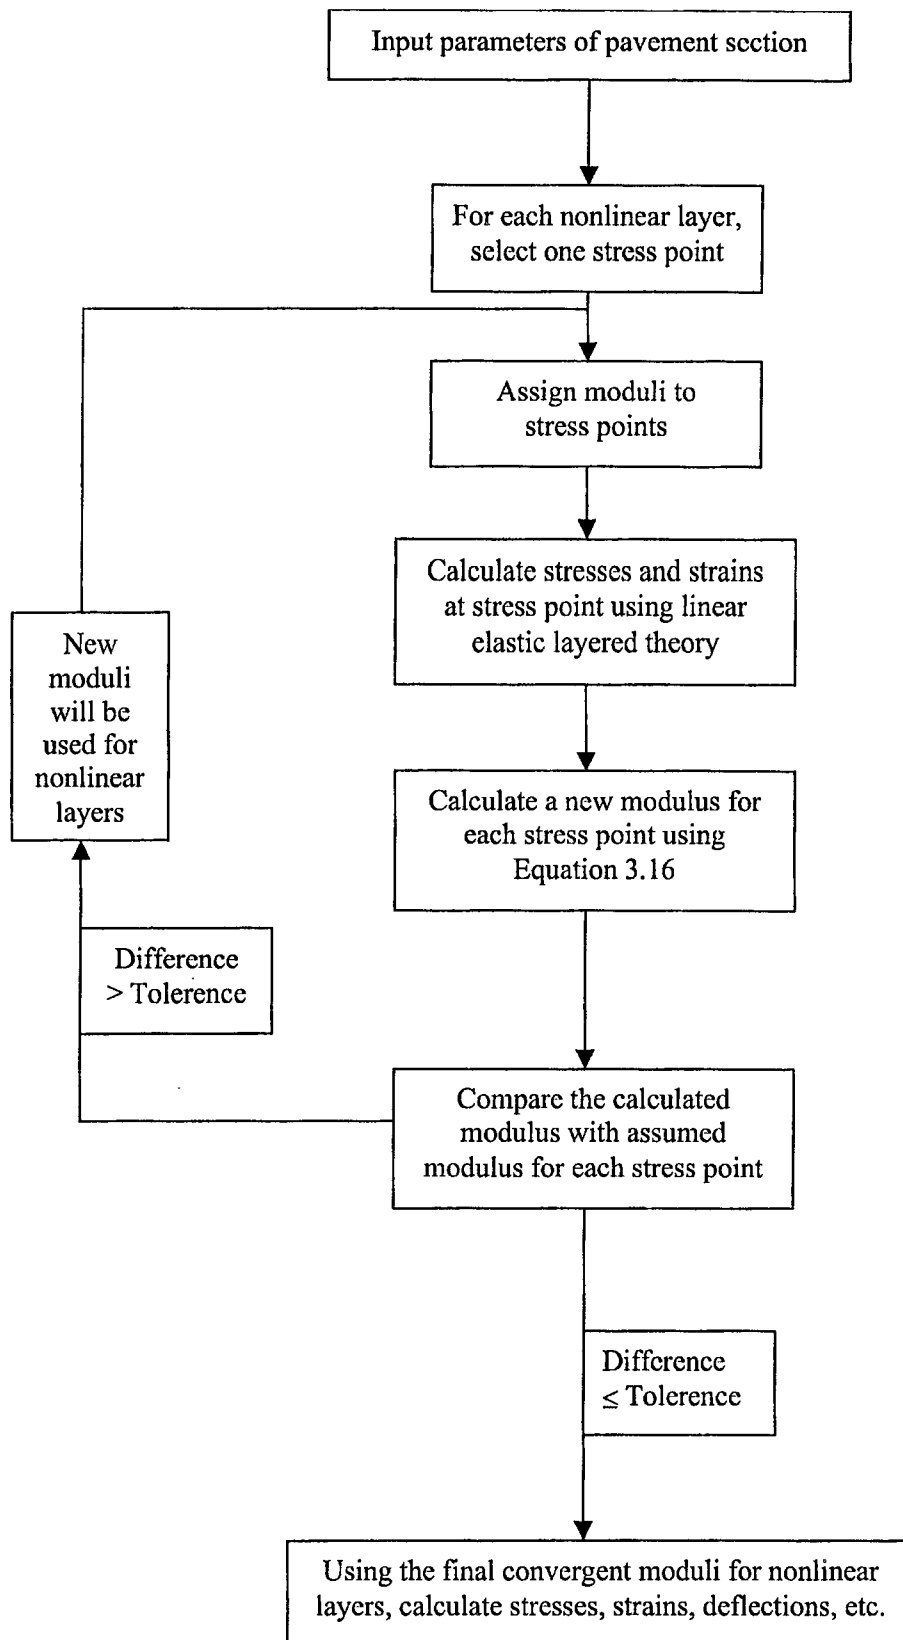 Input parameters of pavement section
For each nonlinear layer,
select one stress point
Assign moduli to
stress points
Calculate stresses and strains
at stress point using linear
elastic layered theory
New
moduli
will be
used for
nonlinear
layers
Calculate a new modulus for
each stress point using
Equation 3.16
Difference
> Tolerence
Compare the calculated
modulus with assumed
modulus for each stress point
Difference
≤ Tolerence
Using the final convergent moduli for nonlinear
layers, calculate stresses, strains, deflections, etc.